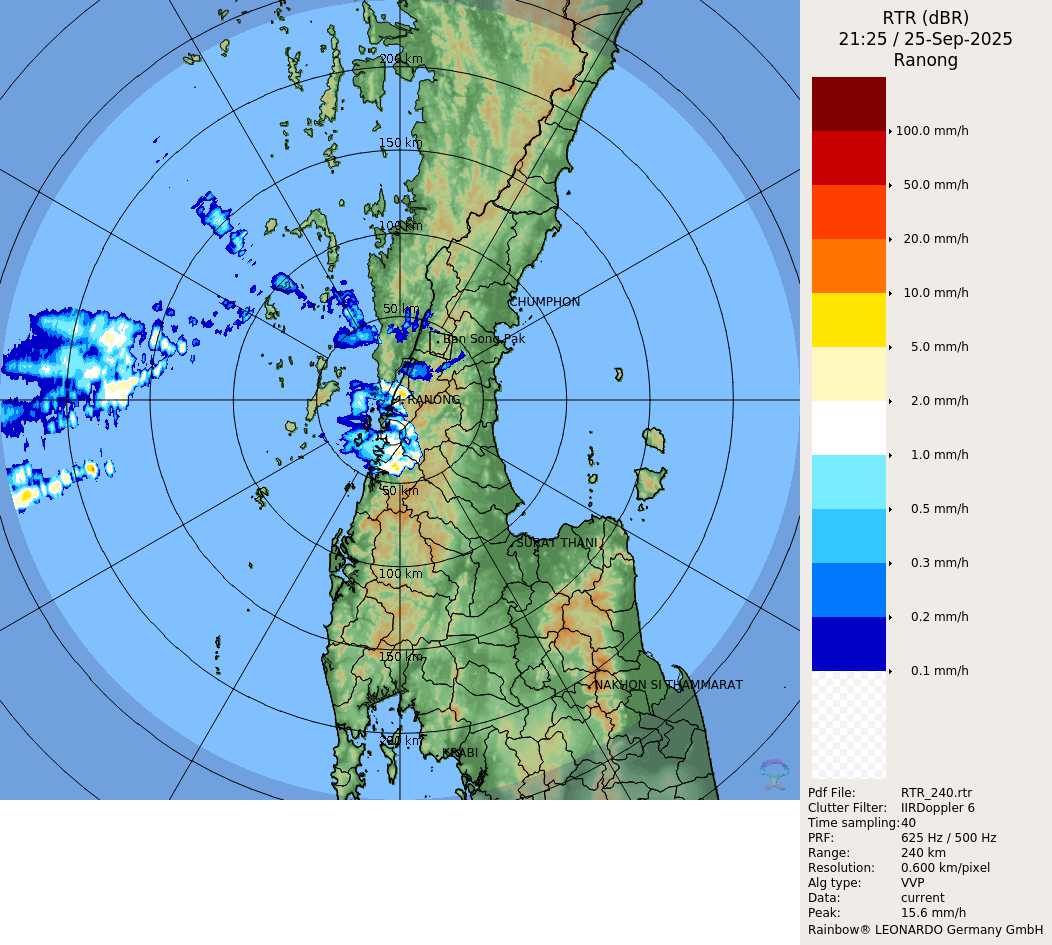 RTR (dBR)
21:25 / 25-Sep-2025
Ranong
200 km
150 km
100 km
50 km
CHUMPHON
Ban Song Pak
RANONG
50 km
SURAT THANI
100 km
150 km
NAKHON SI THAMMARAT
200 km
KRABI
100.0 mm/h
50.0 mm/h
20.0 mm/h
10.0 mm/h
5.0 mm/h
2.0 mm/h
1.0 mm/h
0.5 mm/h
0.3 mm/h
0.2 mm/h
0.1 mm/h
Pdf File: RTR_240.rtr
Clutter Filter: IIRDoppler 6
Time sampling:40
PRF: 625 Hz / 500 Hz
Range: 240 km
Resolution: 0.600 km/pixel
Alg type: VVP
Data: current
Peak: 15.6 mm/h
Rainbow® LEONARDO Germany GmbH